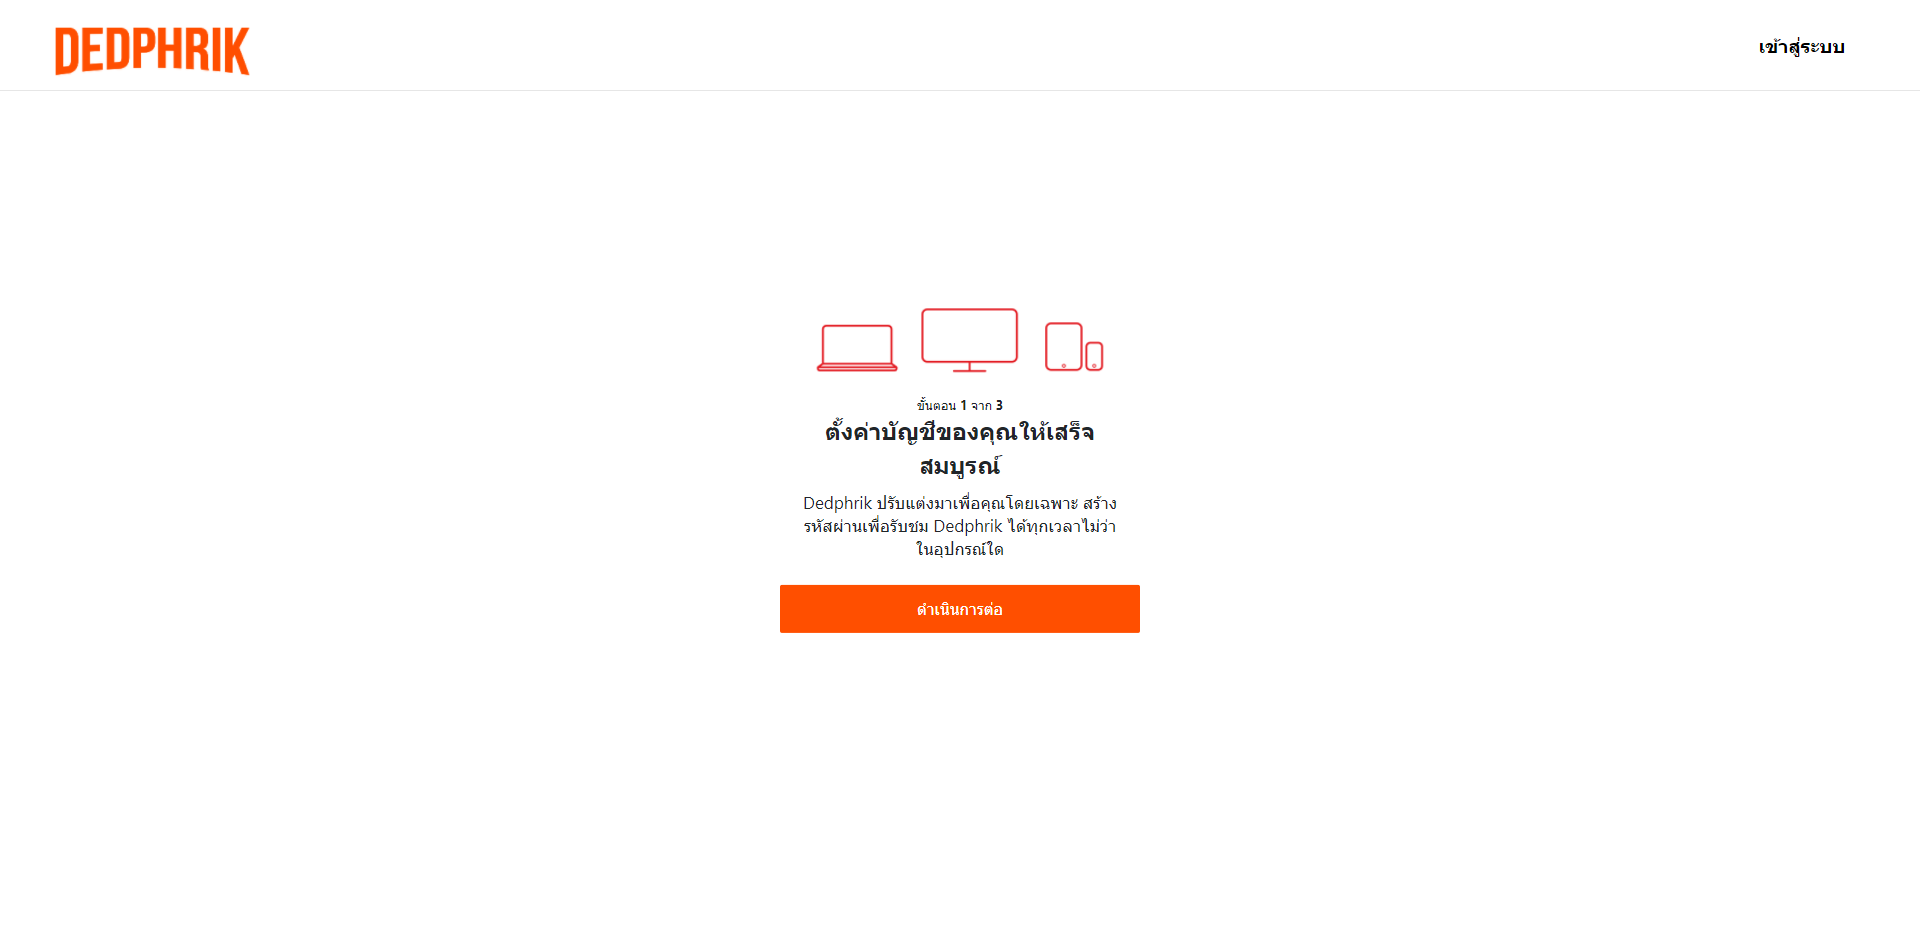 DEDPHRIK
เข้าสู่ระบบ
ขั้นตอน 1 จาก 3
ตั้งค่าบัญชีของคุณให้เสร็จ
สมบูรณ์
Dedphrik ปรับแต่งมาเพื่อคุณโดยเฉพาะ สร้าง
รหัสผ่านเพื่อรับชม Dedphrik ได้ทุกเวลาไม่ว่า
ในอุปกรณ์ใด
ดำเนินการต่อ